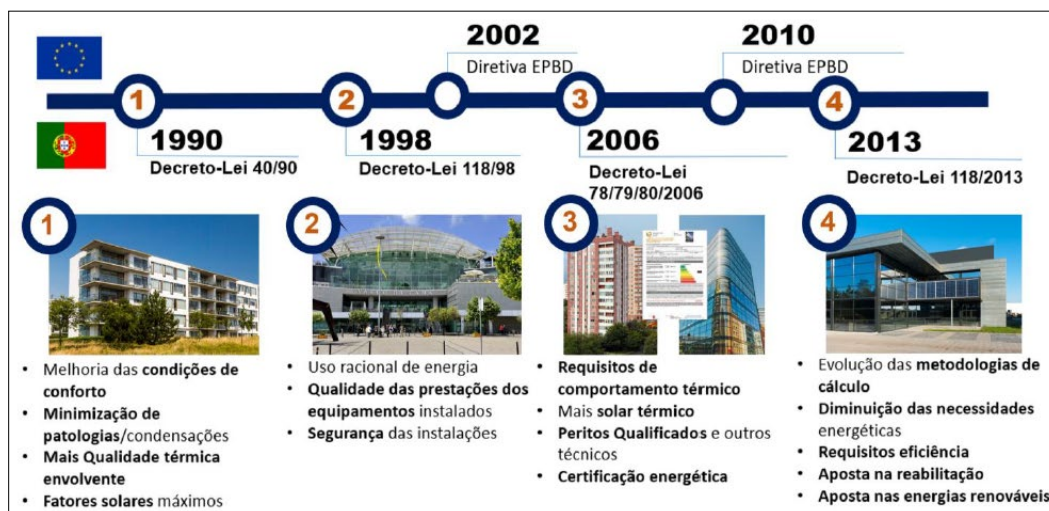 2002
Diretiva EPBD
2010
Diretiva EPBD
1
2
3
4
1990
Decreto-Lei 40/90
1998
Decreto-Lei 118/98
2006
Decreto-Lei
78/79/80/2006
2013
Decreto-Lei 118/2013
1
• Melhoria das condições de
conforto
• Minimização de
patologias/condensações
• Mais Qualidade térmica
envolvente
• Fatores solares máximos
2
• Uso racional de energia
• Qualidade das prestações dos
equipamentos instalados
• Segurança das instalações
3
• Requisitos de
comportamento térmico
• Mais solar térmico
• Peritos Qualificados e outros
técnicos
• Certificação energética
4
• Evolução das metodologias de
cálculo
• Diminuição das necessidades
energéticas
• Requisitos eficiência
• Aposta na reabilitação
• Aposta nas energias renováveis